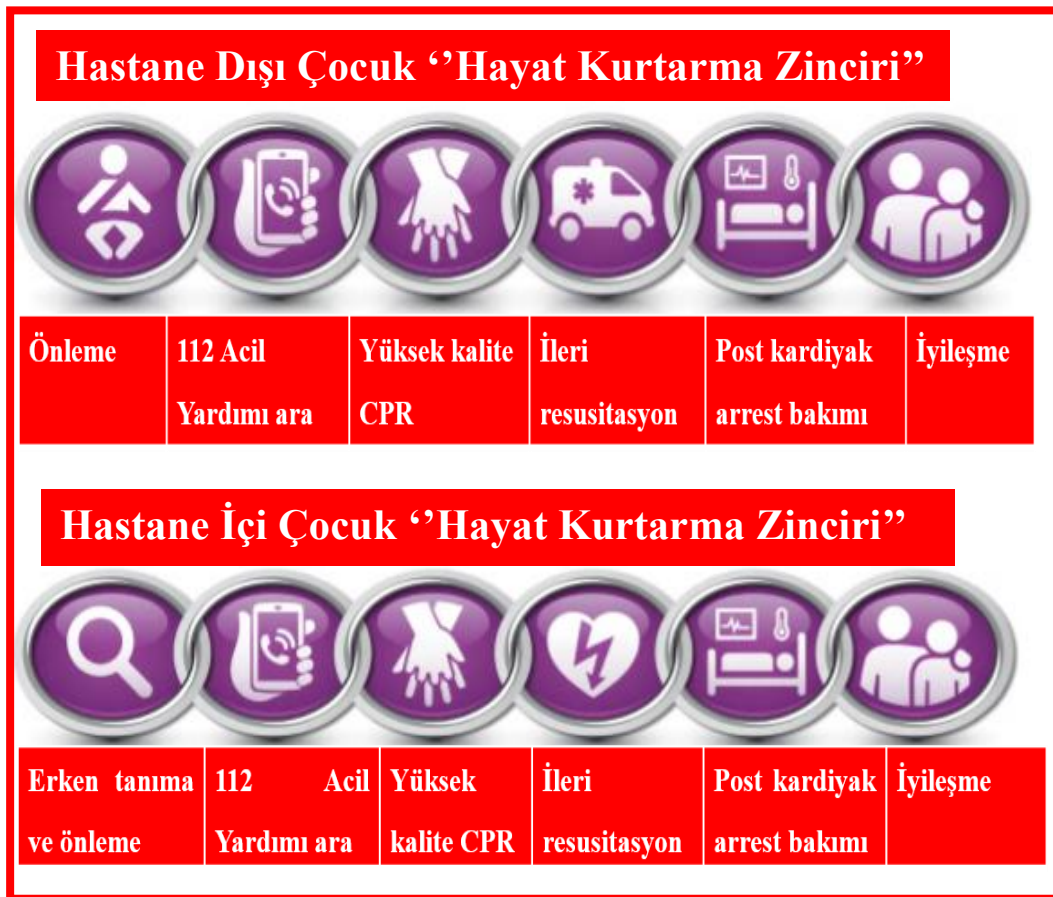 Hastane Dışı Çocuk ‘’Hayat Kurtarma Zinciri’’
Önleme
112 Acil
Yardımı ara
Yüksek kalite
CPR
İleri
resusitasyon
Post kardiyak
arrest bakımı
İyileşme
Hastane İçi Çocuk ‘’Hayat Kurtarma Zinciri’’
Erken tanıma
ve önleme
112 Acil
Yardımı ara
Yüksek
kalite CPR
İleri
resusitasyon
Post kardiyak
arrest bakımı
İyileşme